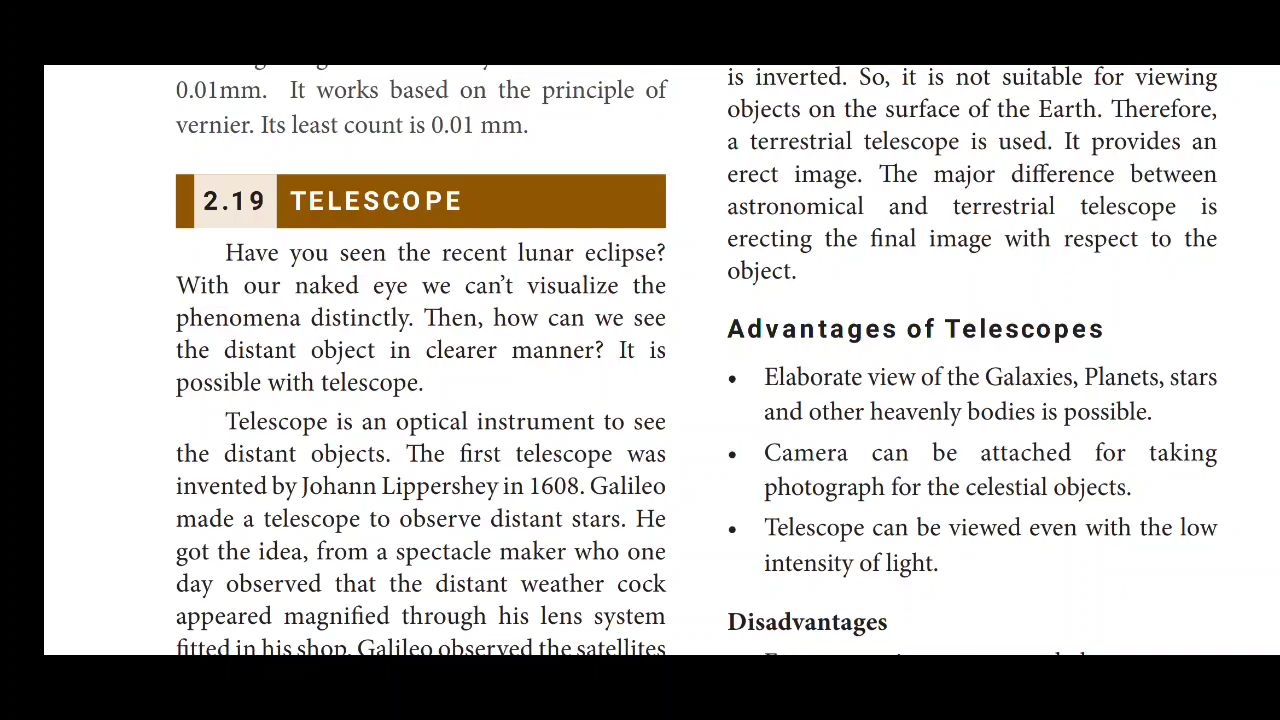 0.01mm. It works based on the principle of
vernier. Its least count is 0.01 mm.
2.19 TELESCOPE
Have you seen the recent lunar eclipse?
With our naked eye we can’t visualize the
phenomena distinctly. Then, how can we see
the distant object in clearer manner? It is
possible with telescope.
Telescope is an optical instrument to see
the distant objects. The first telescope was
invented by Johann Lippershey in 1608. Galileo
made a telescope to observe distant stars. He
got the idea, from a spectacle maker who one
day observed that the distant weather cock
appeared magnified through his lens system
fitted in his shop. Galileo observed the satellites
is inverted. So, it is not suitable for viewing
objects on the surface of the Earth. Therefore,
a terrestrial telescope is used. It provides an
erect image. The major difference between
astronomical and terrestrial telescope is
erecting the final image with respect to the
object.
Advantages of Telescopes
• Elaborate view of the Galaxies, Planets, stars
and other heavenly bodies is possible.
• Camera can be attached for taking
photograph for the celestial objects.
• Telescope can be viewed even with the low
intensity of light.
Disadvantages